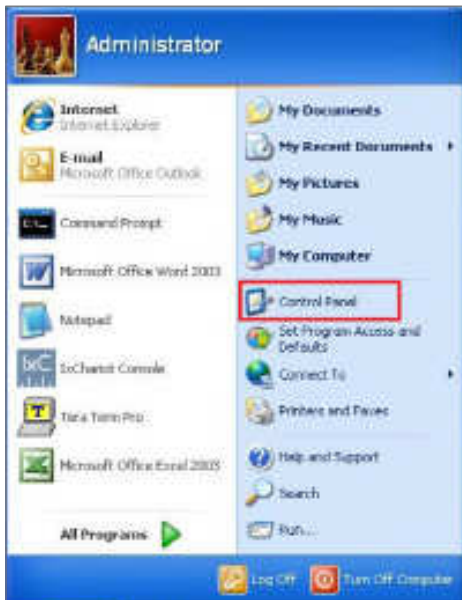 Administrator
Internet
Internet Explorer
E-mail
Microsoft Office Outlook
Command Prompt
Microsoft Office Word 2003
Notepad
IxChariot Console
Tera Term Pro
Microsoft Office Excel 2003
All Programs
My Documents
My Recent Documents
My Pictures
My Music
My Computer
Control Panel
Set Program Access and
Defaults
Connect To
Printers and Faxes
Help and Support
Search
Run...
Log Off
Turn Off Computer